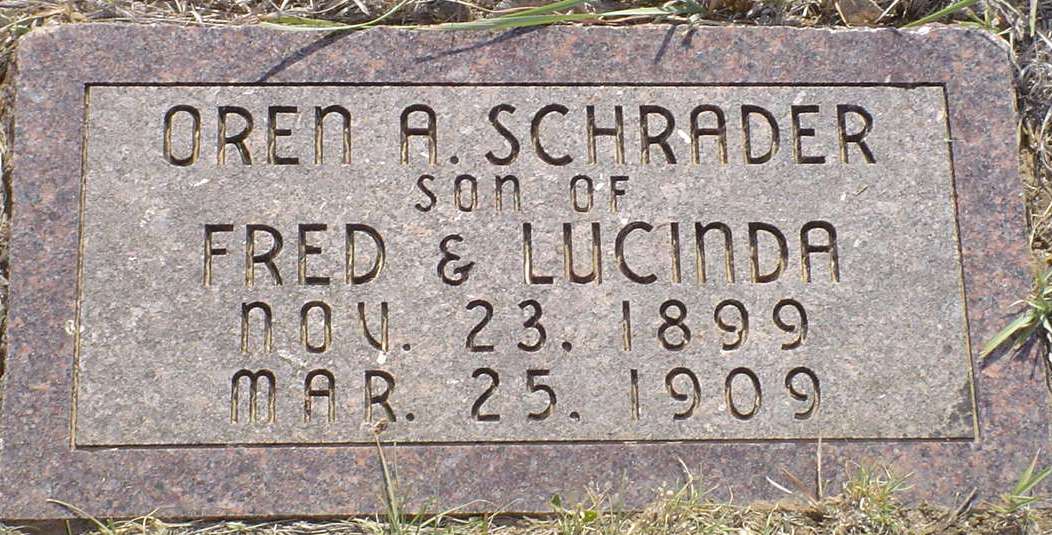 OREN A. SCHRADER
SON OF
FRED & LUCINDA
NOV. 23, 1899
MAR. 25, 1909